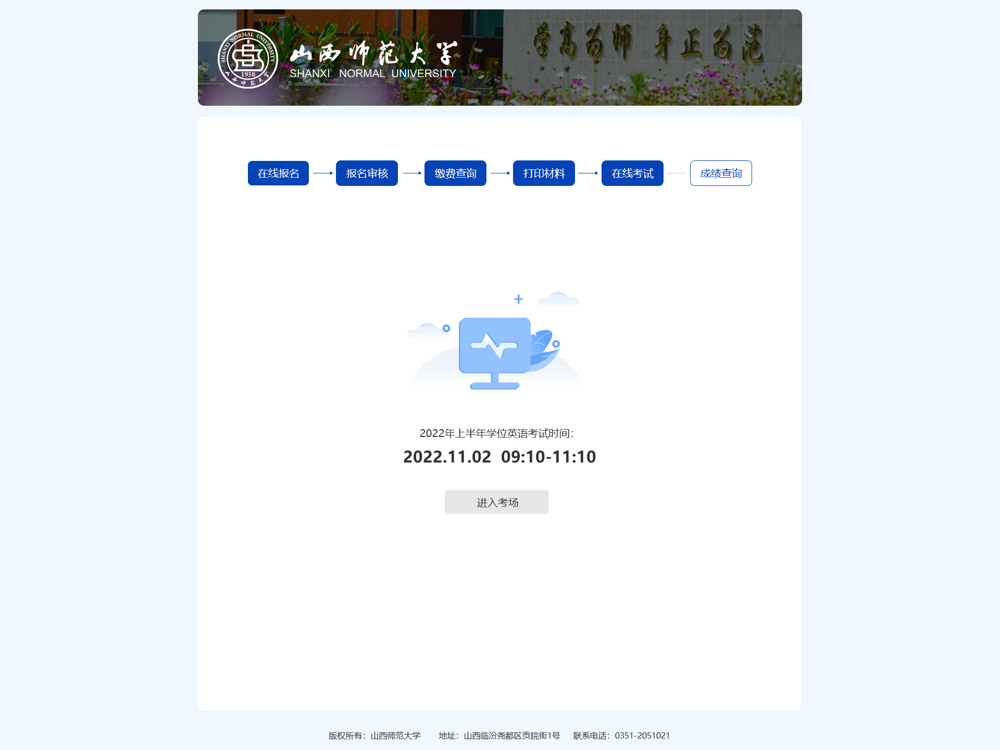 学高为师 身正为范
SHANXI NORMAL UNIVERSITY
1958
山西师范大学
山西师范大学
SHANXI NORMAL UNIVERSITY
在线报名
报名审核
缴费查询
打印材料
在线考试
成绩查询
2022年上半年学位英语考试时间：
2022.11.02 09:10-11:10
进入考场
版权所有：山西师范大学 地址：山西临汾尧都区贡院街1号 联系电话：0351-2051021